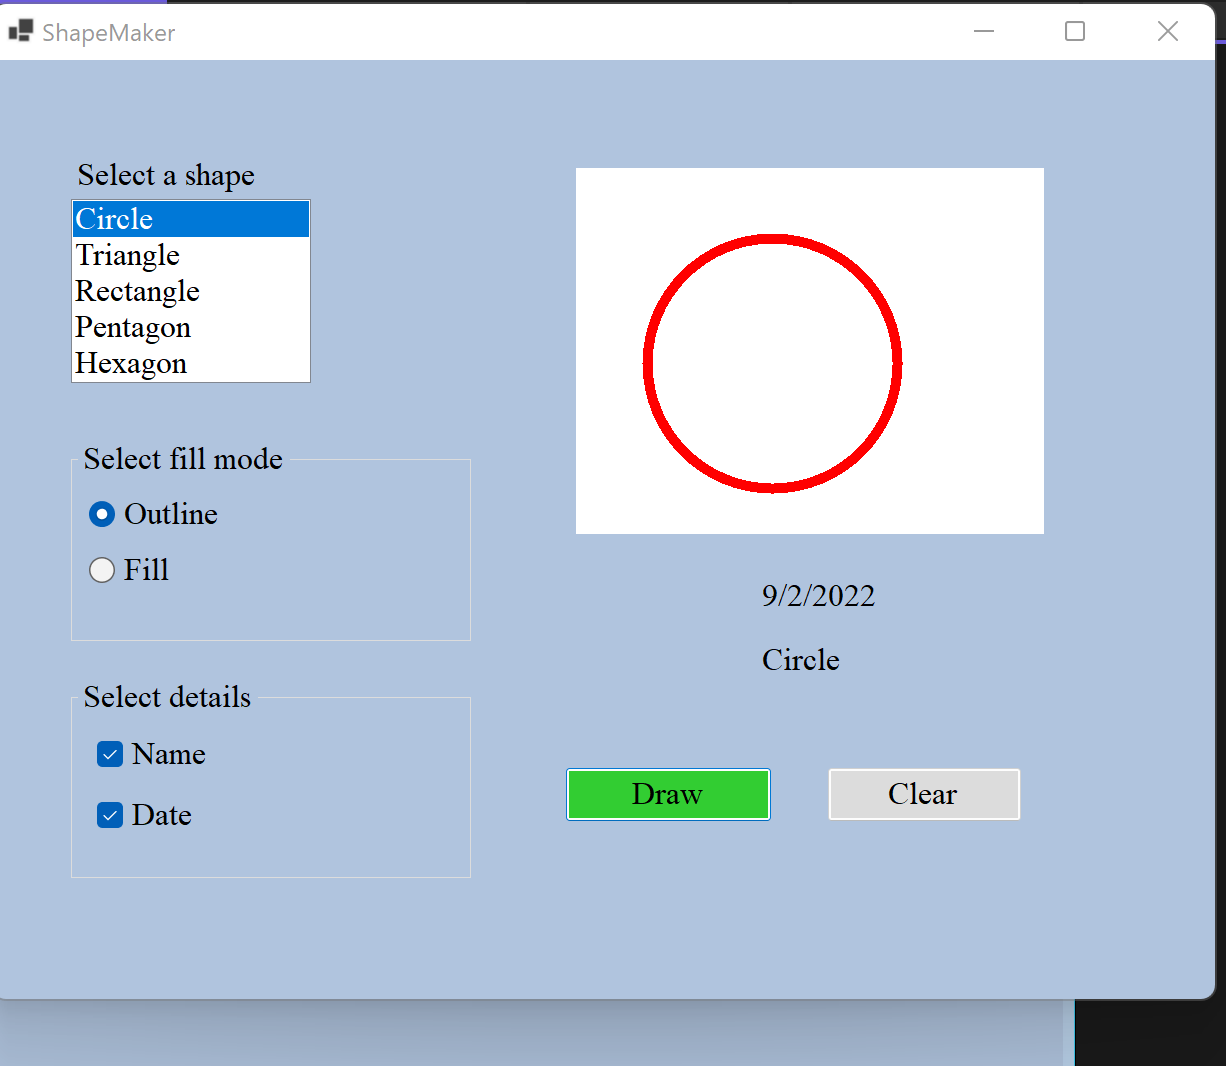 ShapeMaker
Select a shape
Circle
Triangle
Rectangle
Pentagon
Hexagon
Select fill mode
Outline
Fill
Select details
Name
Date
9/2/2022
Circle
Draw
Clear